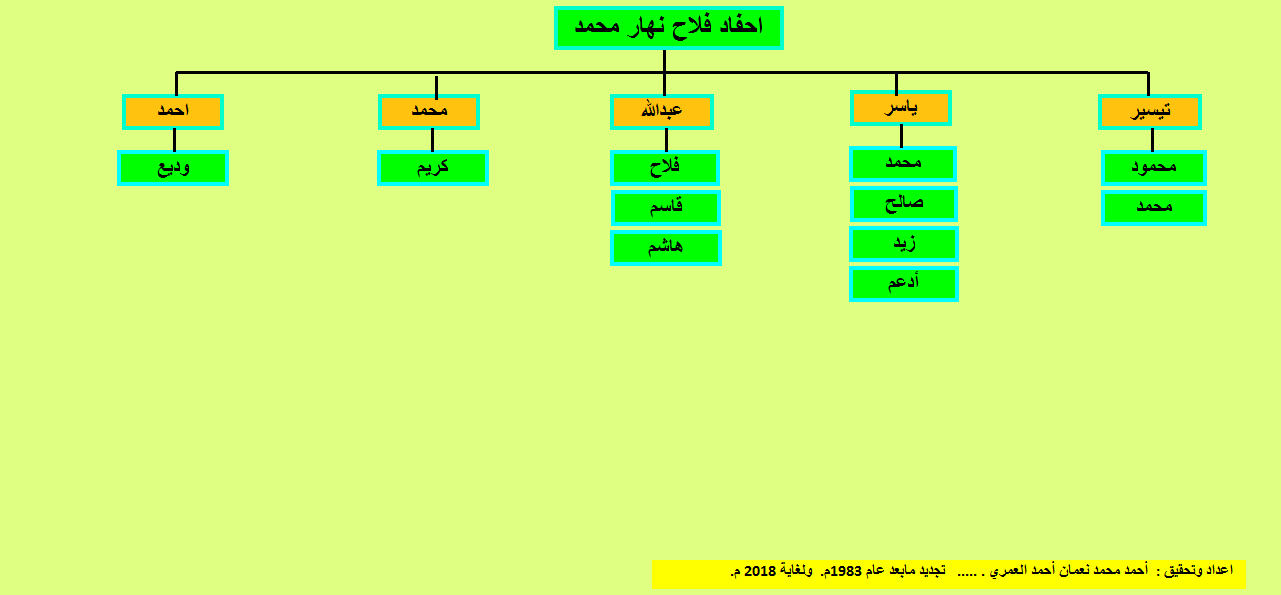 احفاد فلاح نهار محمد
تيسير
محمود
محمد
ياسر
محمد
صالح
زيد
أدعم
عبدالله
فلاح
قاسم
هاشم
محمد
كريم
احمد
وديع
اعداد وتحقيق : أحمد محمد نعمان أحمد العمري . ..... تجديد مابعد عام 1983م. ولغاية 2018 م.